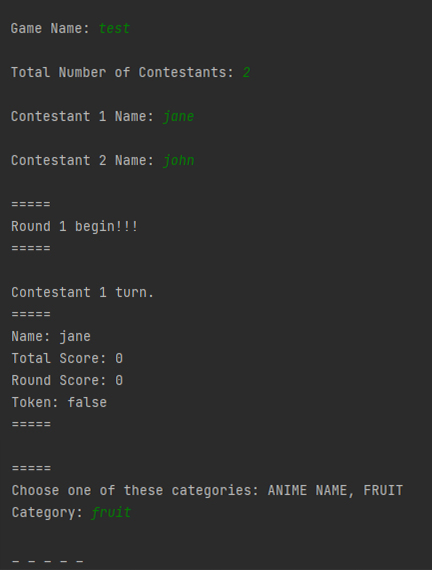 Game Name: test
Total Number of Contestants: 2
Contestant 1 Name: jane
Contestant 2 Name: john
=====
Round 1 begin!!!
=====
Contestant 1 turn.
=====
Name: jane
Total Score: 0
Round Score: 0
Token: false
=====
=====
Choose one of these categories: ANIME NAME, FRUIT
Category: fruit
_ _ _ _ _